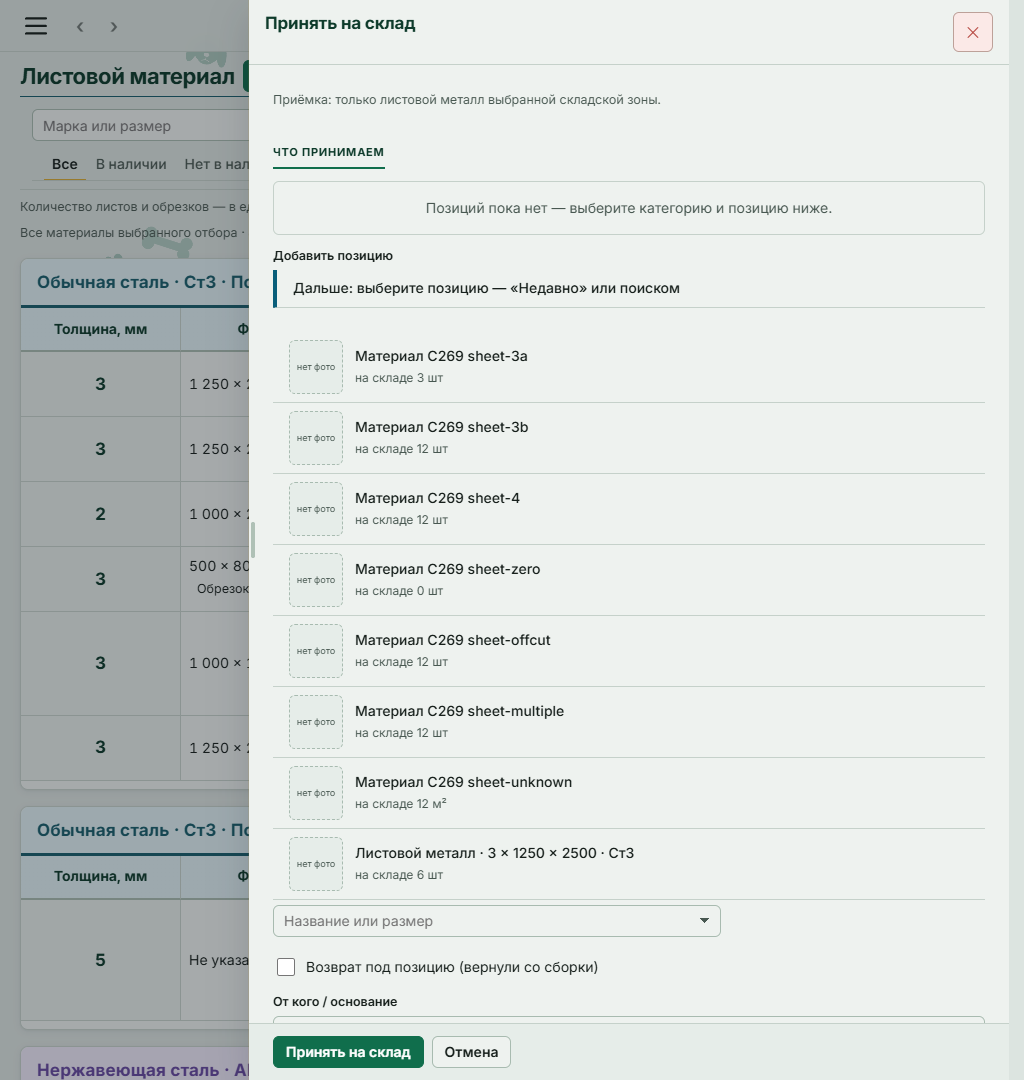 Принять на склад
Листовой материал
Марка или размер
Все
В наличии
Нет в нал
Количество листов и обрезков — в е
Все материалы выбранного отбора ·
Обычная сталь · Ст3 · По
Толщина, мм
Ф
3
1 250 × 2
3
1 250 × 2
2
1 000 × 2
3
500 × 80
Обрезок
3
1 000 × 1
3
1 250 × 2
Обычная сталь · Ст3 · По
Толщина, мм
Ф
5
Не указа
Нержавеющая сталь · AI
Приёмка: только листовой металл выбранной складской зоны.
ЧТО ПРИНИМАЕМ
Позиций пока нет — выберите категорию и позицию ниже.
Добавить позицию
Дальше: выберите позицию — «Недавно» или поиском
нет фото
Материал C269 sheet-3a
на складе 3 шт
нет фото
Материал C269 sheet-3b
на складе 12 шт
нет фото
Материал C269 sheet-4
на складе 12 шт
нет фото
Материал C269 sheet-zero
на складе 0 шт
нет фото
Материал C269 sheet-offcut
на складе 12 шт
нет фото
Материал C269 sheet-multiple
на складе 12 шт
нет фото
Материал C269 sheet-unknown
на складе 12 м²
нет фото
Листовой металл · 3 × 1250 × 2500 · Ст3
на складе 6 шт
Название или размер
Возврат под позицию (вернули со сборки)
От кого / основание
Принять на склад
Отмена